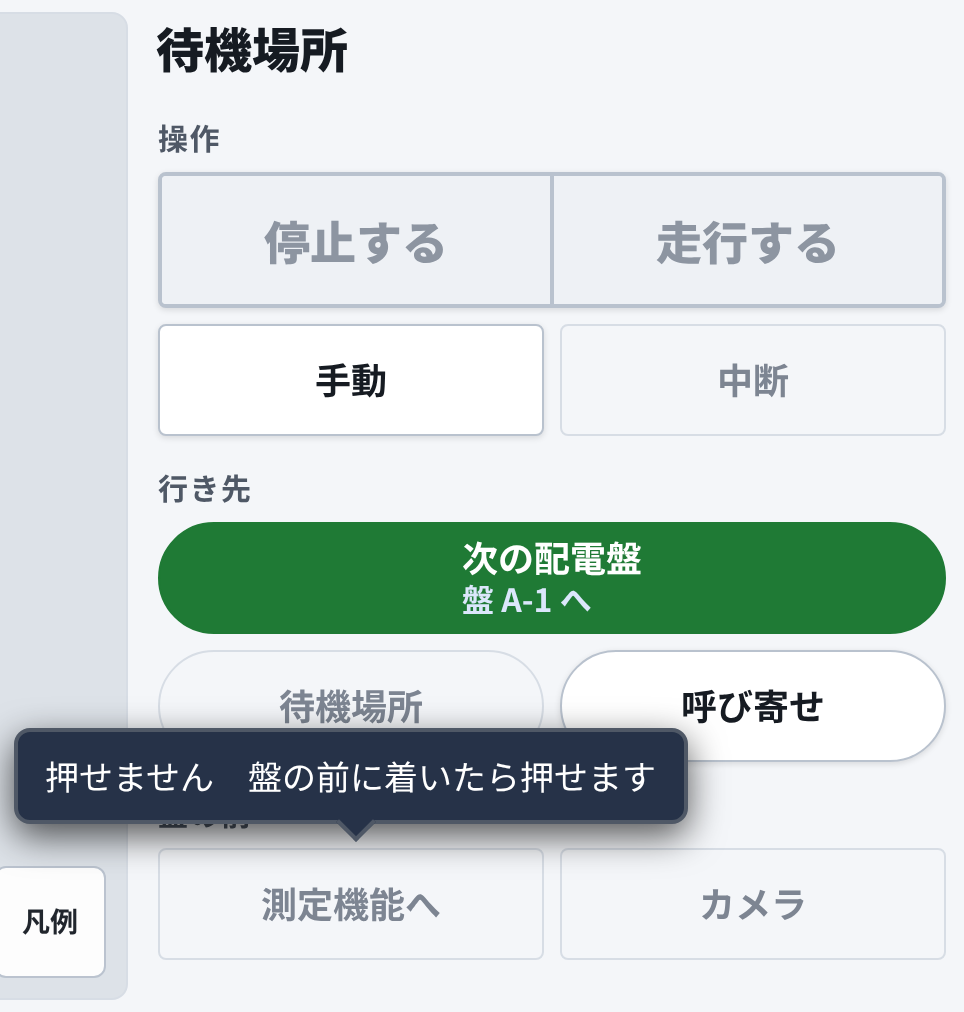 待機場所
操作
停止する
走行する
手動
中断
行き先
次の配電盤
盤 A-1 へ
待機場所
呼び寄せ
押せません　盤の前に着いたら押せます
測定機能へ
カメラ
凡例